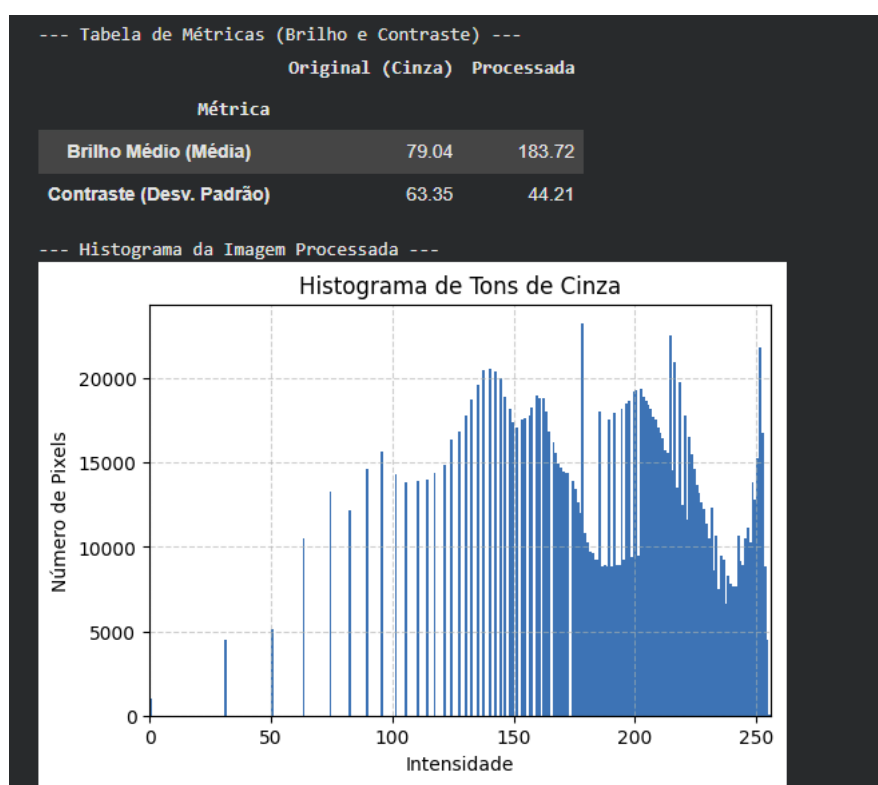 --- Tabela de Métricas (Brilho e Contraste) ---
Original (Cinza) Processada
Métrica
Brilho Médio (Média) 79.04 183.72
Contraste (Desv. Padrão) 63.35 44.21
--- Histograma da Imagem Processada ---
Histograma de Tons de Cinza
Número de Pixels
20000
15000
10000
5000
0
0 50 100 150 200 250
Intensidade